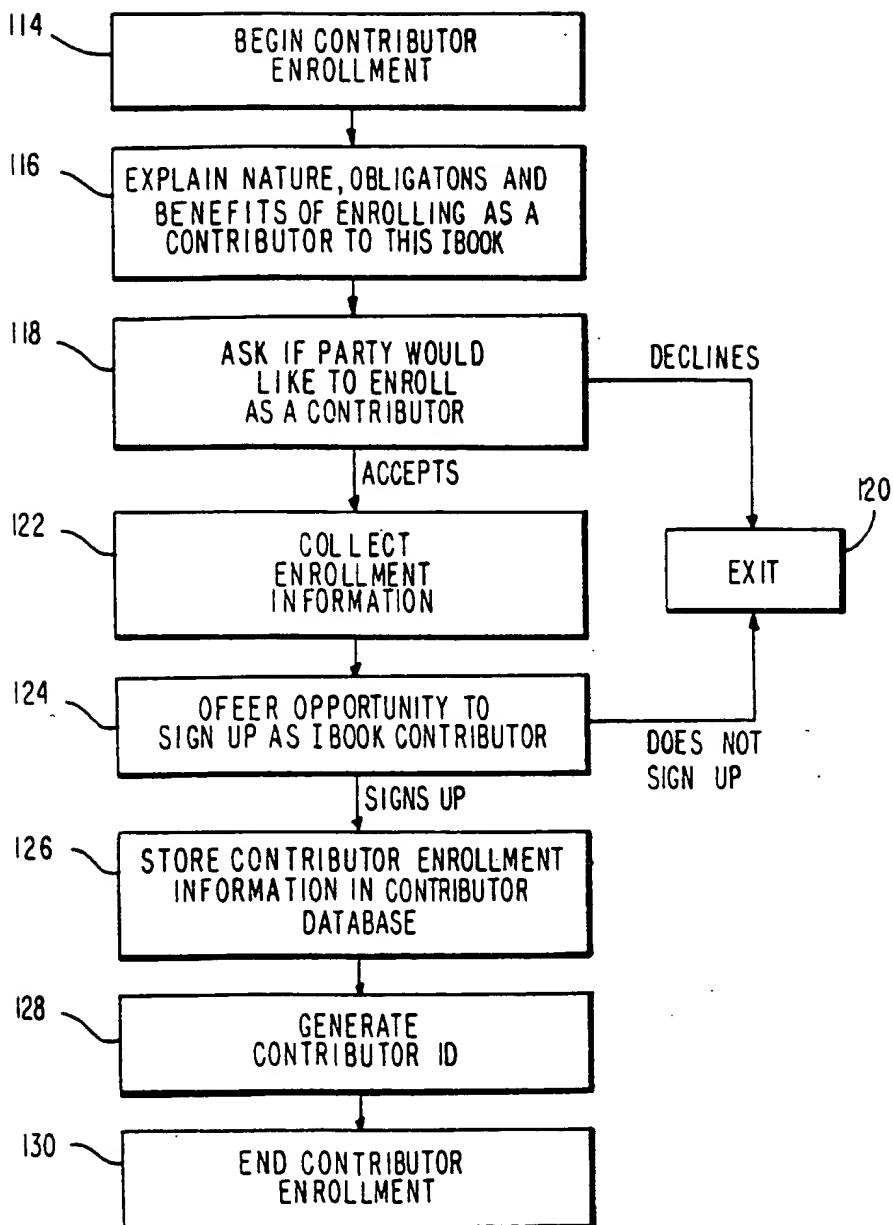 114
BEGIN CONTRIBUTOR
ENROLLMENT
116
EXPLAIN NATURE, OBLIGATONS AND
BENEFITS OF ENROLLING AS A
CONTRIBUTOR TO THIS IBOOK
118
ASK IF PARTY WOULD
LIKE TO ENROLL
AS A CONTRIBUTOR
DECLINES
ACCEPTS
120
EXIT
122
COLLECT
ENROLLMENT
INFORMATION
124
OFEER OPPORTUNITY TO
SIGN UP AS IBOOK CONTRIBUTOR
DOES NOT
SIGN UP
SIGNS UP
126
STORE CONTRIBUTOR ENROLLMENT
INFORMATION IN CONTRIBUTOR
DATABASE
128
GENERATE
CONTRIBUTOR ID
130
END CONTRIBUTOR
ENROLLMENT